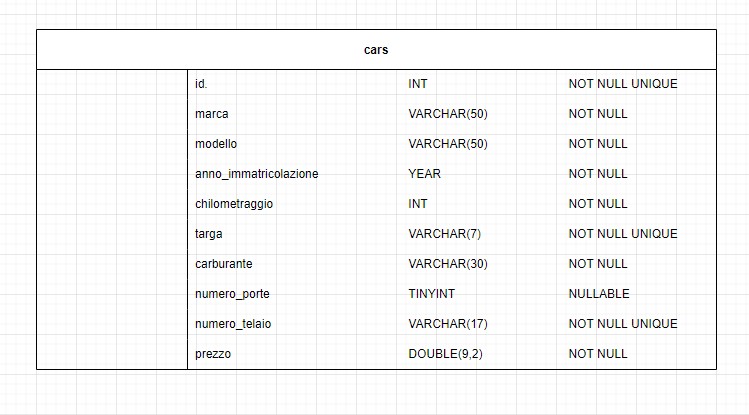 cars
id. INT NOT NULL UNIQUE
marca VARCHAR(50) NOT NULL
modello VARCHAR(50) NOT NULL
anno_immatricolazione YEAR NOT NULL
chilometraggio INT NOT NULL
targa VARCHAR(7) NOT NULL UNIQUE
carburante VARCHAR(30) NOT NULL
numero_porte TINYINT NULLABLE
numero_telaio VARCHAR(17) NOT NULL UNIQUE
prezzo DOUBLE(9,2) NOT NULL